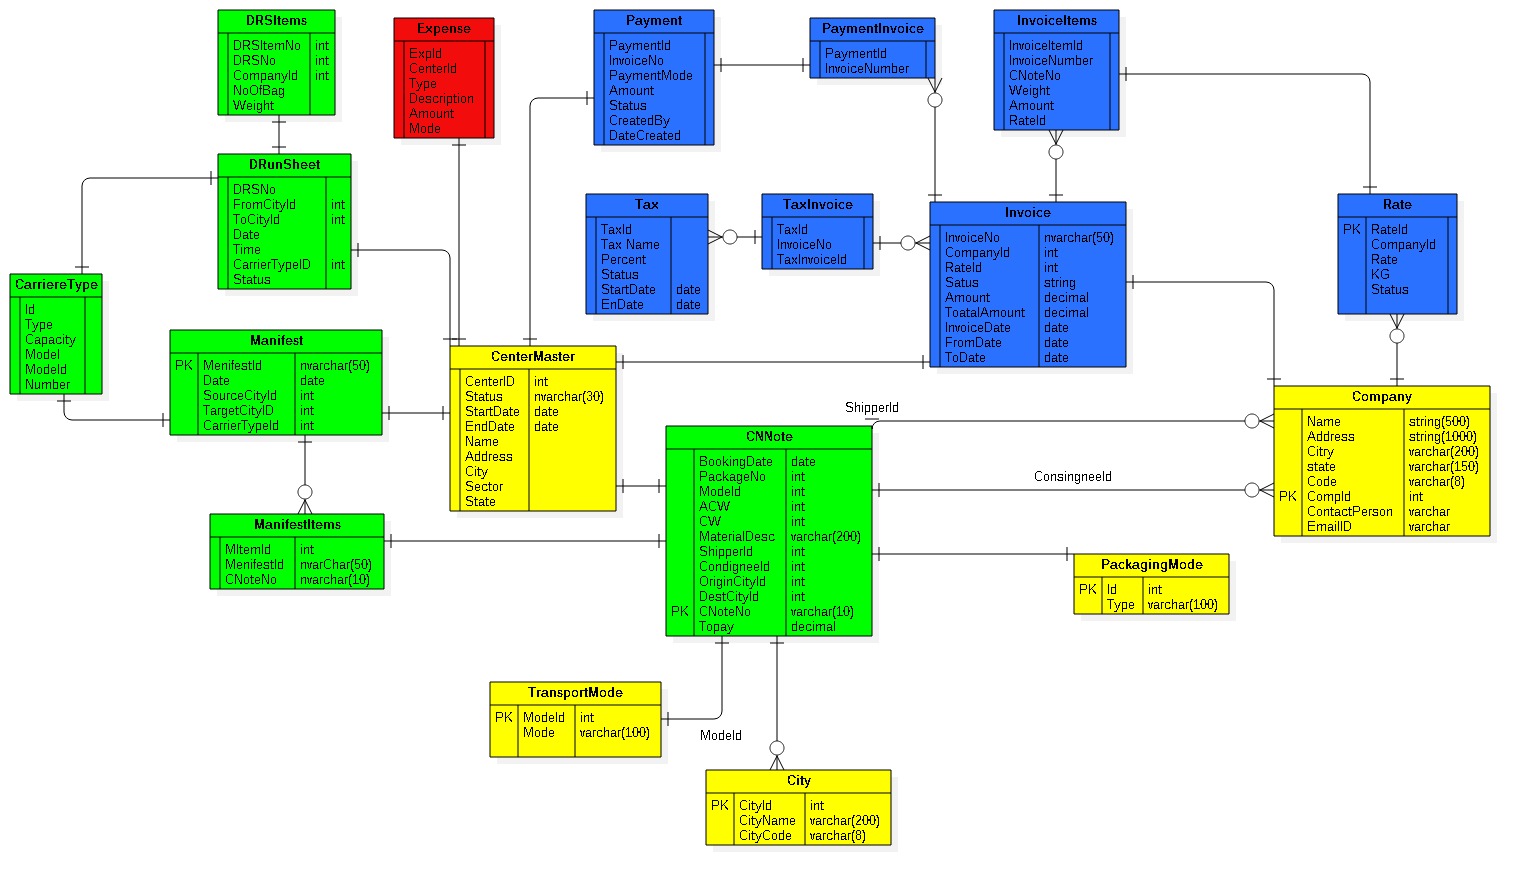 DRSItems
DRSItemNo int
DRSNo int
CompanyId int
NoOfBag
Weight
Expense
ExpId
CenterId
Type
Description
Amount
Mode
Payment
PaymentId
InvoiceNo
PaymentMode
Amount
Status
CreatedBy
DateCreated
PaymentInvoice
PaymentId
InvoiceNumber
InvoiceItems
InvoiceItemId
InvoiceNumber
CNoteNo
Weight
Amount
RateId
DRunSheet
DRSNo
FromCityId int
ToCityId int
Date
Time
CarrierTypeID int
Status
Tax
TaxId
Tax Name
Percent
Status
StartDate date
EnDate date
TaxInvoice
TaxId
InvoiceNo
TaxInvoiceId
Invoice
InvoiceNo nvarchar(50)
CompanyId int
RateId int
Satus string
Amount decimal
ToatalAmount decimal
InvoiceDate date
FromDate date
ToDate date
Rate
PK RateId
CompanyId
Rate
KG
Status
CarriereType
Id
Type
Capacity
Model
ModeId
Number
Manifest
PK MenifestId nvarchar(50)
Date date
SourceCityId int
TargetCityID int
CarrierTypeId int
CenterMaster
CenterID int
Status nvarchar(30)
StartDate date
EndDate date
Name
Address
City
Sector
State
ShipperId
ConsingneeId
Company
Name string(500)
Address string(1000)
Citry varchar(200)
state varchar(150)
Code varchar(8)
PK CompId int
ContactPerson varchar
EmailID varchar
CNNote
BookingDate date
PackageNo int
ModeId int
ACW int
CW int
MaterialDesc varchar(200)
ShipperId int
CondigneeId int
OriginCityId int
DestCityId int
PK CNoteNo varchar(10)
Topay decimal
ManifestItems
MItemId int
MenifestId nvarChar(50)
CNoteNo nvarchar(10)
PackagingMode
PK Id int
Type varchar(100)
TransportMode
PK ModeId int
Mode varchar(100)
ModeId
City
PK CityId int
CityName varchar(200)
CityCode varchar(8)